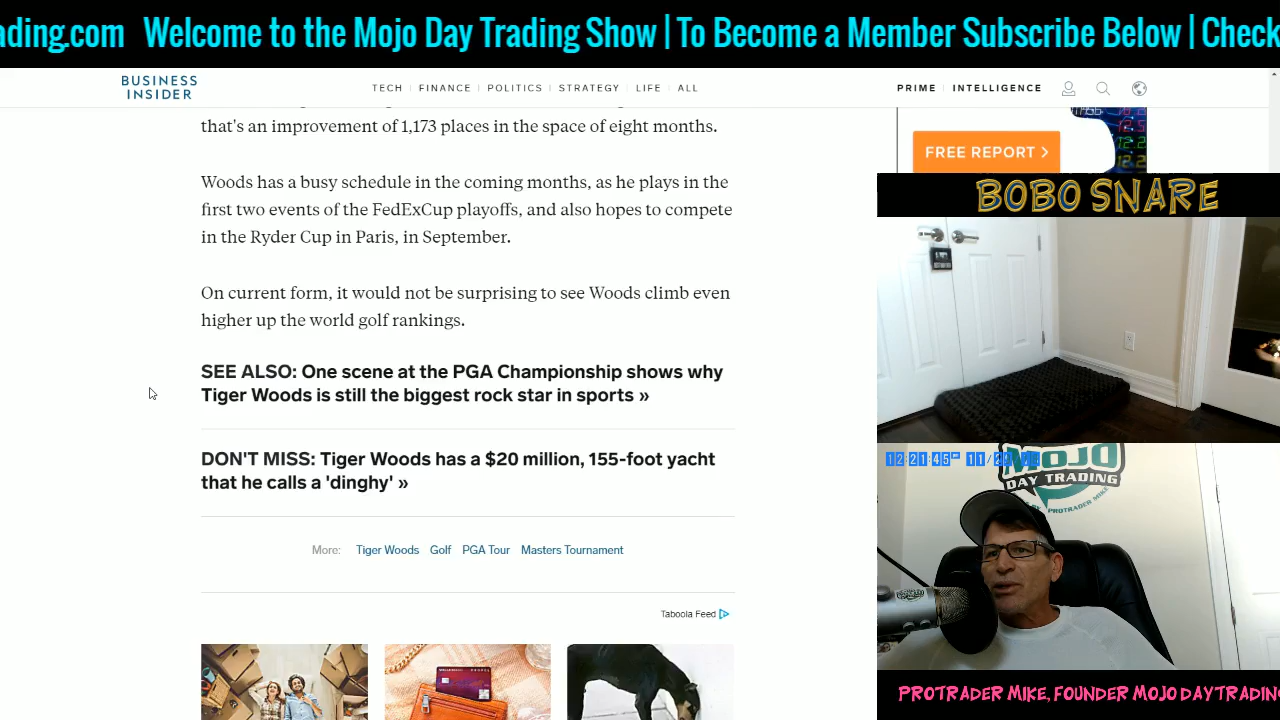 ading.com Welcome to the Mojo Day Trading Show | To Become a Member Subscribe Below | Check
BUSINESS
INSIDER
TECH | FINANCE | POLITICS | STRATEGY | LIFE | ALL
PRIME | INTELLIGENCE
that's an improvement of 1,173 places in the space of eight months.
FREE REPORT >
Woods has a busy schedule in the coming months, as he plays in the
first two events of the FedExCup playoffs, and also hopes to compete
in the Ryder Cup in Paris, in September.
BOBO SNARE
On current form, it would not be surprising to see Woods climb even
higher up the world golf rankings.
SEE ALSO: One scene at the PGA Championship shows why
Tiger Woods is still the biggest rock star in sports »
DON'T MISS: Tiger Woods has a $20 million, 155-foot yacht
that he calls a 'dinghy' »
More: Tiger Woods Golf PGA Tour Masters Tournament
Taboola Feed
12:21:45
MOJO
DAY TRADING
BY PROTRADER MIKE
PROTRADER MIKE, FOUNDER MOJO DAYTRADING